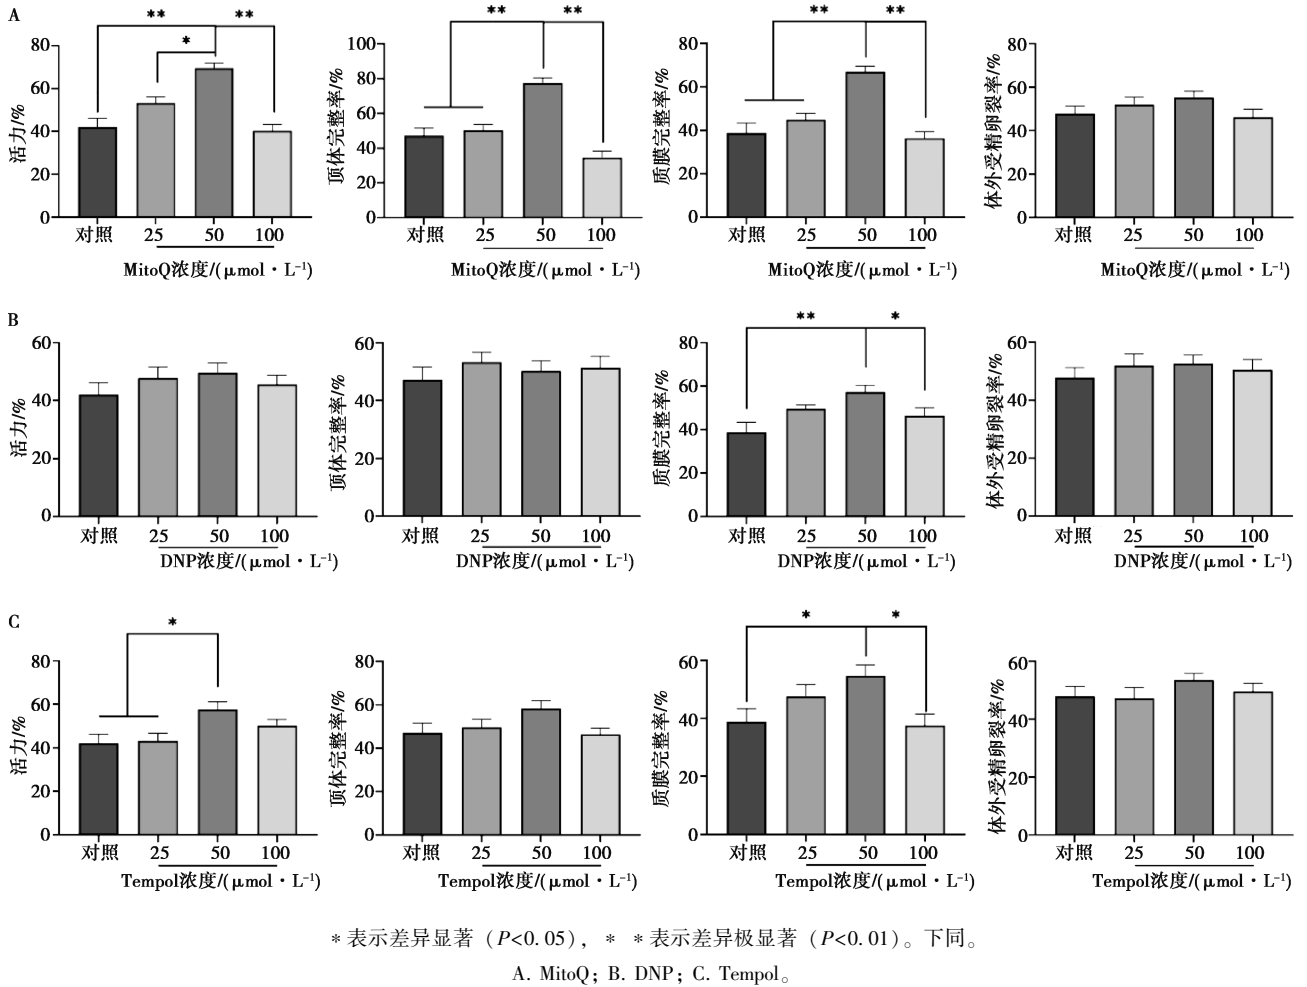 A
** ** *
活力/%
80
60
40
20
0
对照 25 50 100
MitoQ浓度/(μmol·L⁻¹)
** **
顶体完整率/%
100
80
60
40
20
0
对照 25 50 100
MitoQ浓度/(μmol·L⁻¹)
** **
质膜完整率/%
80
60
40
20
0
对照 25 50 100
MitoQ浓度/(μmol·L⁻¹)
体外受精卵裂率/%
80
60
40
20
0
对照 25 50 100
MitoQ浓度/(μmol·L⁻¹)
B
活力/%
60
40
20
0
对照 25 50 100
DNP浓度/(μmol·L⁻¹)
顶体完整率/%
60
40
20
0
对照 25 50 100
DNP浓度/(μmol·L⁻¹)
** *
质膜完整率/%
80
60
40
20
0
对照 25 50 100
DNP浓度/(μmol·L⁻¹)
体外受精卵裂率/%
60
40
20
0
对照 25 50 100
DNP浓度/(μmol·L⁻¹)
C
*
活力/%
80
60
40
20
0
对照 25 50 100
Tempol浓度/(μmol·L⁻¹)
顶体完整率/%
80
60
40
20
0
对照 25 50 100
Tempol浓度/(μmol·L⁻¹)
* *
质膜完整率/%
60
40
20
0
对照 25 50 100
Tempol浓度/(μmol·L⁻¹)
体外受精卵裂率/%
60
40
20
0
对照 25 50 100
Tempol浓度/(μmol·L⁻¹)
* 表示差异显著（P<0.05），* *表示差异极显著（P<0.01）。下同。
A. MitoQ；B. DNP；C. Tempol。